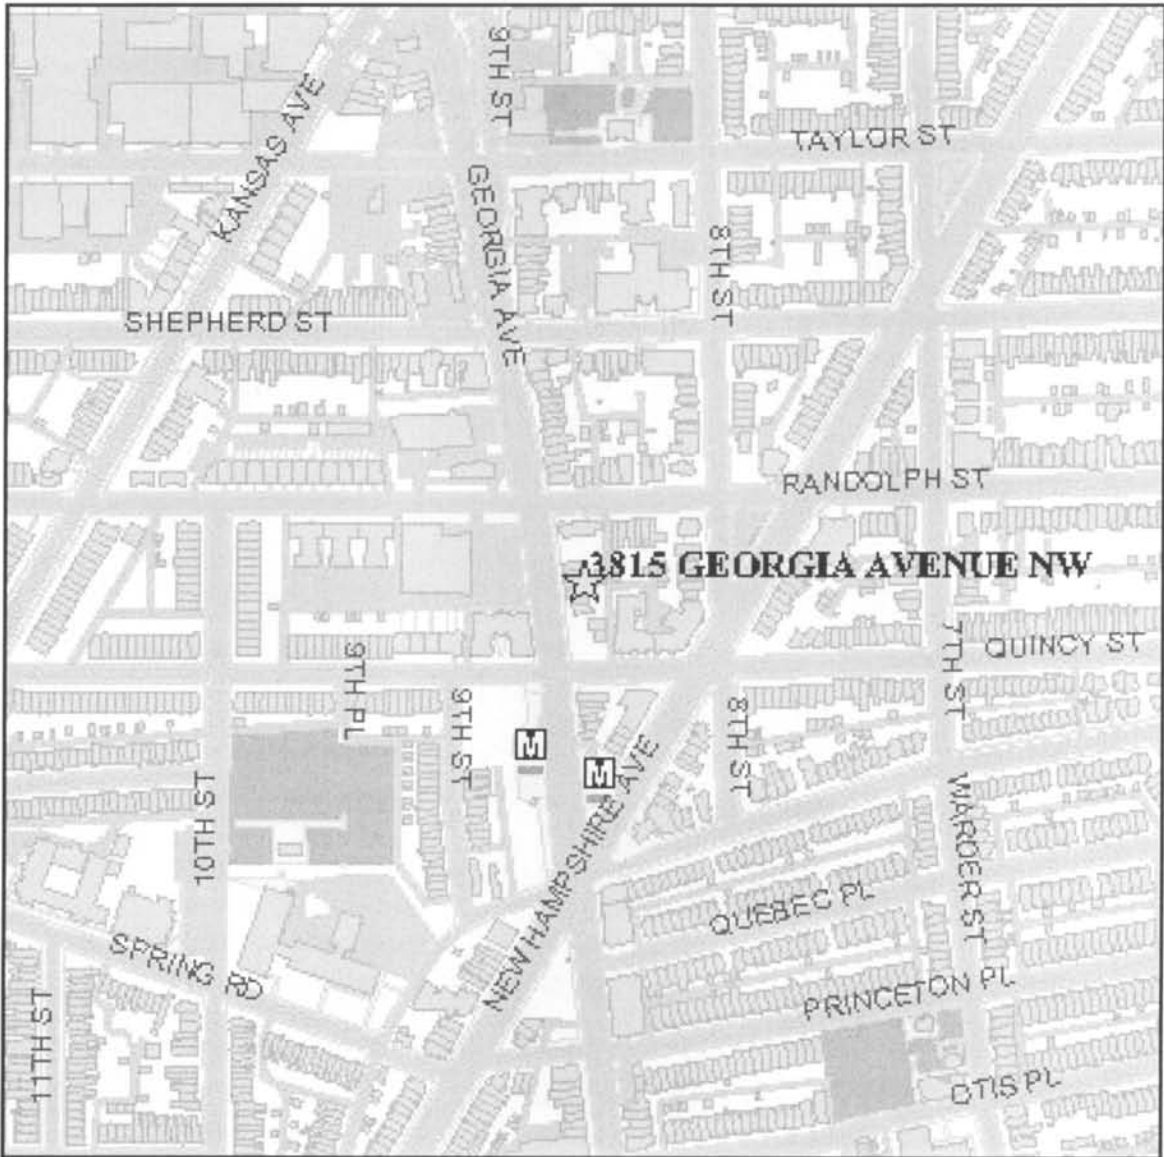 9TH ST
KANSAS AVE
TAYLOR ST
GEORGIA AVE
8TH ST
SHEPHERD ST
RANDOLPH ST
3815 GEORGIA AVENUE NW
QUINCY ST
7TH ST
9TH PL
9TH ST
8TH ST
M
M
NEW HAMPSHIRE AVE
10TH ST
WARDER ST
QUEBEC PL
SPRING RD
PRINCETON PL
11TH ST
OTIS PL